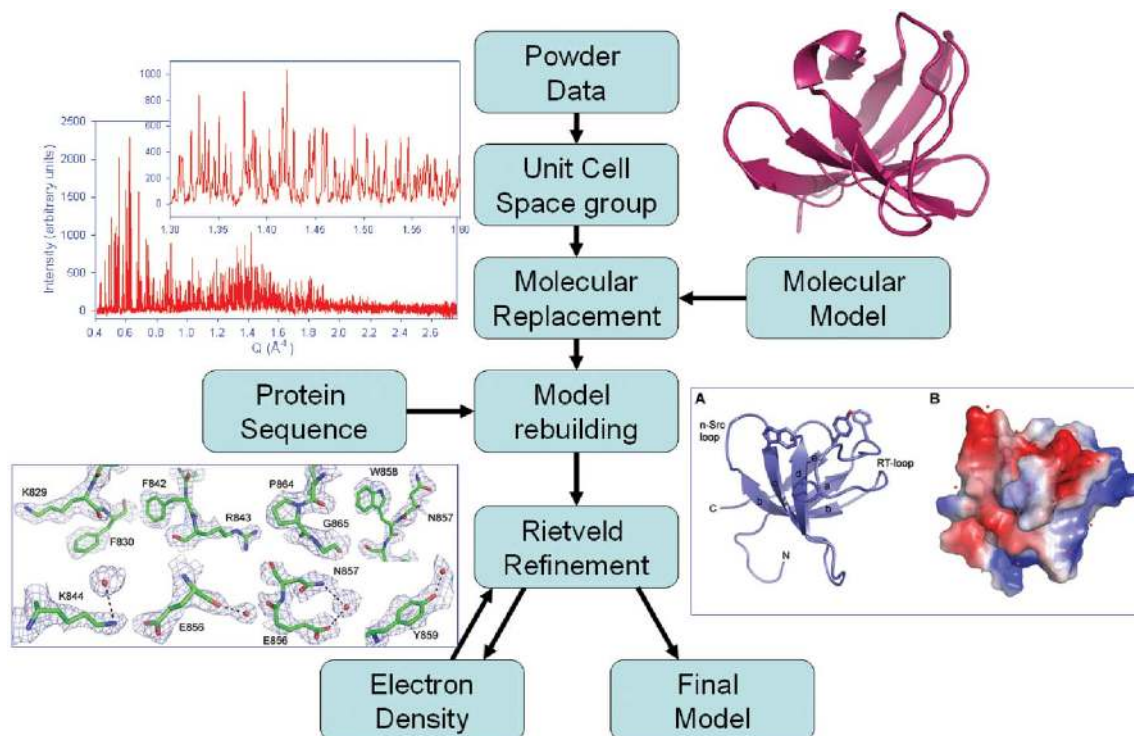 Powder
Data
Unit Cell
Space group
Molecular
Replacement
Molecular
Model
Protein
Sequence
Model
rebuilding
Rietveld
Refinement
Electron
Density
Final
Model
Intensity (arbitrary units)
2500
2000
1500
1000
500
0
0.4 0.6 0.8 1.0 1.2 1.4 1.6 1.8 2.0 2.2 2.4 2.6
Q (Å-1)
1000
800
600
400
200
0
1.30 1.35 1.40 1.45 1.50 1.55 1.60
K829
F830
F842
R843
P864
G865
W858
N857
K844
E856
N857
E856
Y859
A
n-Src
loop
RT-loop
C
N
a
b
c
d
e
b
B